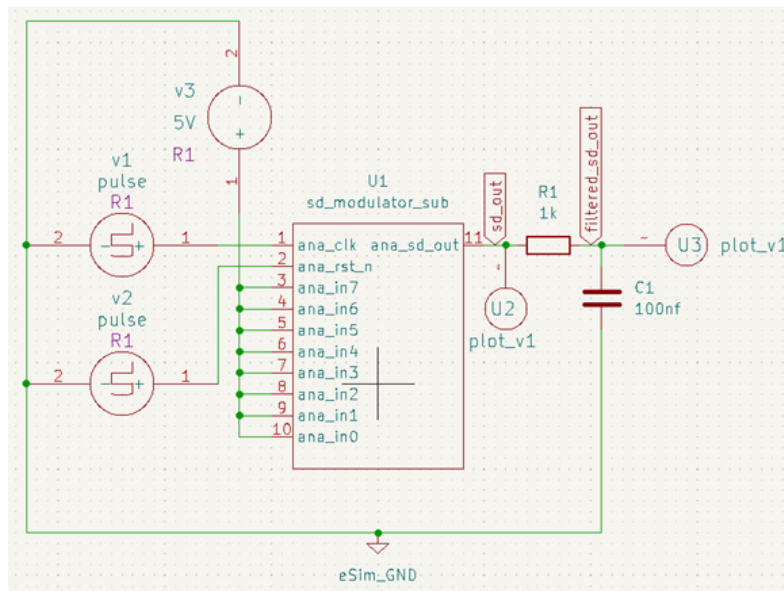 2
v3
5V
R1
-
+
1
v1
pulse
R1
2
- +
1
v2
pulse
R1
2
- +
1
U1
sd_modulator_sub
1 ana_clk ana_sd_out 11
2 ana_rst_n
3 ana_in7
4 ana_in6
5 ana_in5
6 ana_in4
7 ana_in3
8 ana_in2
9 ana_in1
10 ana_in0
sd_out
R1
1k
filtered_sd_out
~
U2
plot_v1
~
U3 plot_v1
C1
100nf
eSim_GND